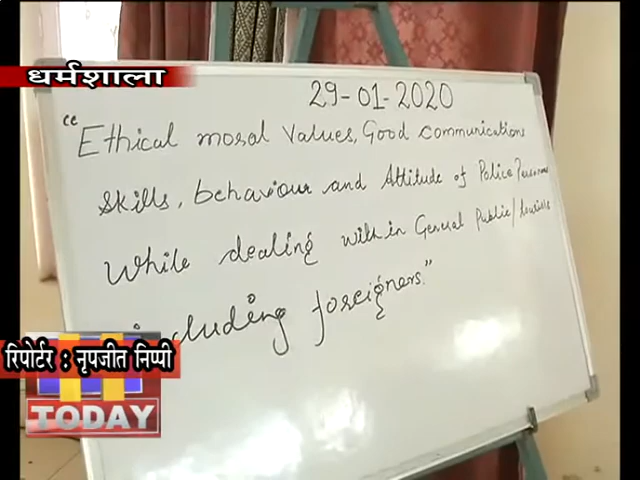 धर्मशाला
29-01-2020
“Ethical moral values, Good communications
skills, behaviour and Attitude of Police Personnel
While dealing with in General Public/tourists
including foreigners.”
रिपोर्टर : नृपजीत निप्पी
TODAY